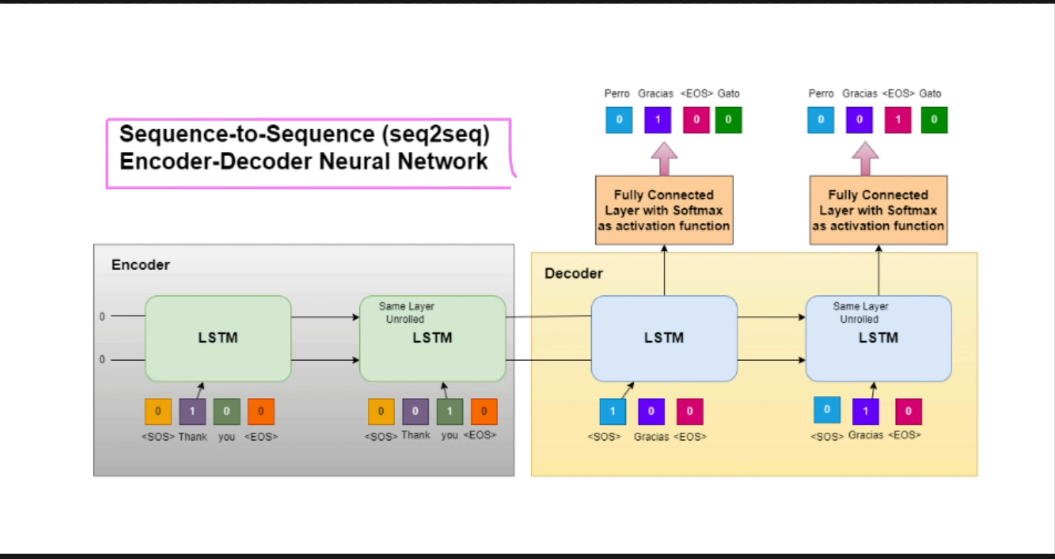 Sequence-to-Sequence (seq2seq)
Encoder-Decoder Neural Network
Perro Gracias <EOS> Gato
0 1 0 0
Perro Gracias <EOS> Gato
0 0 1 0
Fully Connected
Layer with Softmax
as activation function
Fully Connected
Layer with Softmax
as activation function
Encoder
0
0
LSTM
Same Layer
Unrolled
LSTM
0 1 0 0
<SOS> Thank you <EOS>
0 0 1 0
<SOS> Thank you <EOS>
Decoder
LSTM
Same Layer
Unrolled
LSTM
1 0 0
<SOS> Gracias <EOS>
0 1 0
<SOS> Gracias <EOS>